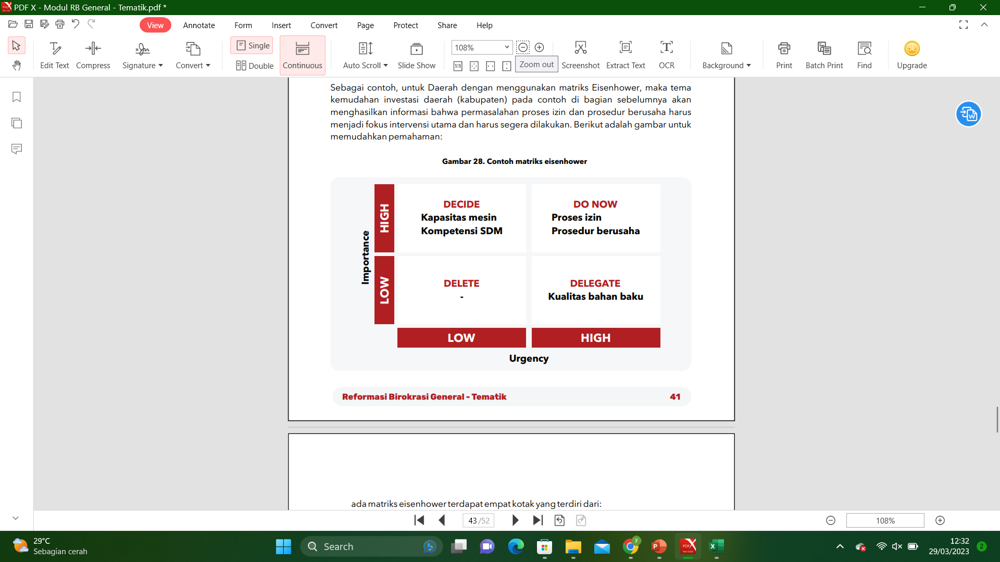 PDF X - Modul RB General - Tematik.pdf *
View Annotate Form Insert Convert Page Protect Share Help
Edit Text Compress Signature Convert Single Double Continuous Auto Scroll Slide Show 108% Zoom out Screenshot Extract Text OCR Background Print Batch Print Find Upgrade
Sebagai contoh, untuk Daerah dengan menggunakan matriks Eisenhower, maka tema
kemudahan investasi daerah (kabupaten) pada contoh di bagian sebelumnya akan
menghasilkan informasi bahwa permasalahan proses izin dan prosedur berusaha harus
menjadi fokus intervensi utama dan harus segera dilakukan. Berikut adalah gambar untuk
memudahkan pemahaman:
Gambar 28. Contoh matriks eisenhower
Importance
HIGH
DECIDE
Kapasitas mesin
Kompetensi SDM
DO NOW
Proses izin
Prosedur berusaha
LOW
DELETE
-
DELEGATE
Kualitas bahan baku
LOW HIGH
Urgency
Reformasi Birokrasi General - Tematik 41
ada matriks eisenhower terdapat empat kotak yang terdiri dari:
43 /52 108%
29°C
Sebagian cerah
Search
12:32
29/03/2023
2